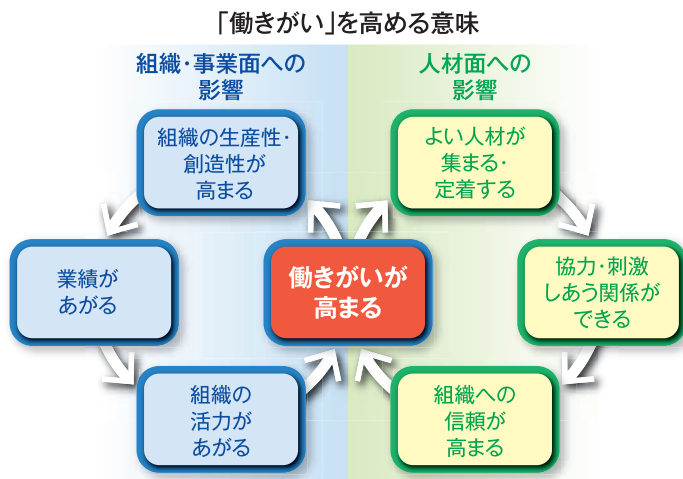 「働きがい」を高める意味
組織・事業面への
影響
人材面への
影響
組織の生産性・
創造性が
高まる
よい人材が
集まる・
定着する
業績が
あがる
働きがいが
高まる
協力・刺激
しあう関係が
できる
組織の
活力が
あがる
組織への
信頼が
高まる